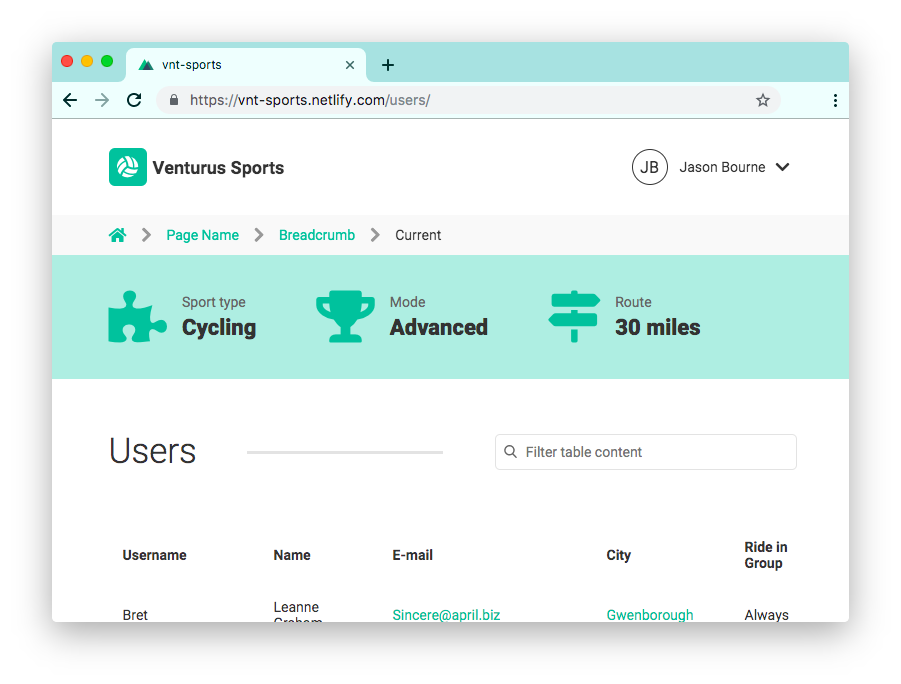 vnt-sports
https://vnt-sports.netlify.com/users/
Venturus Sports
JB Jason Bourne
Page Name Breadcrumb Current
Sport type
Cycling
Mode
Advanced
Route
30 miles
Users
Filter table content
Username Name E-mail City Ride in Group
Bret Leanne Graham Sincere@april.biz Gwenborough Always